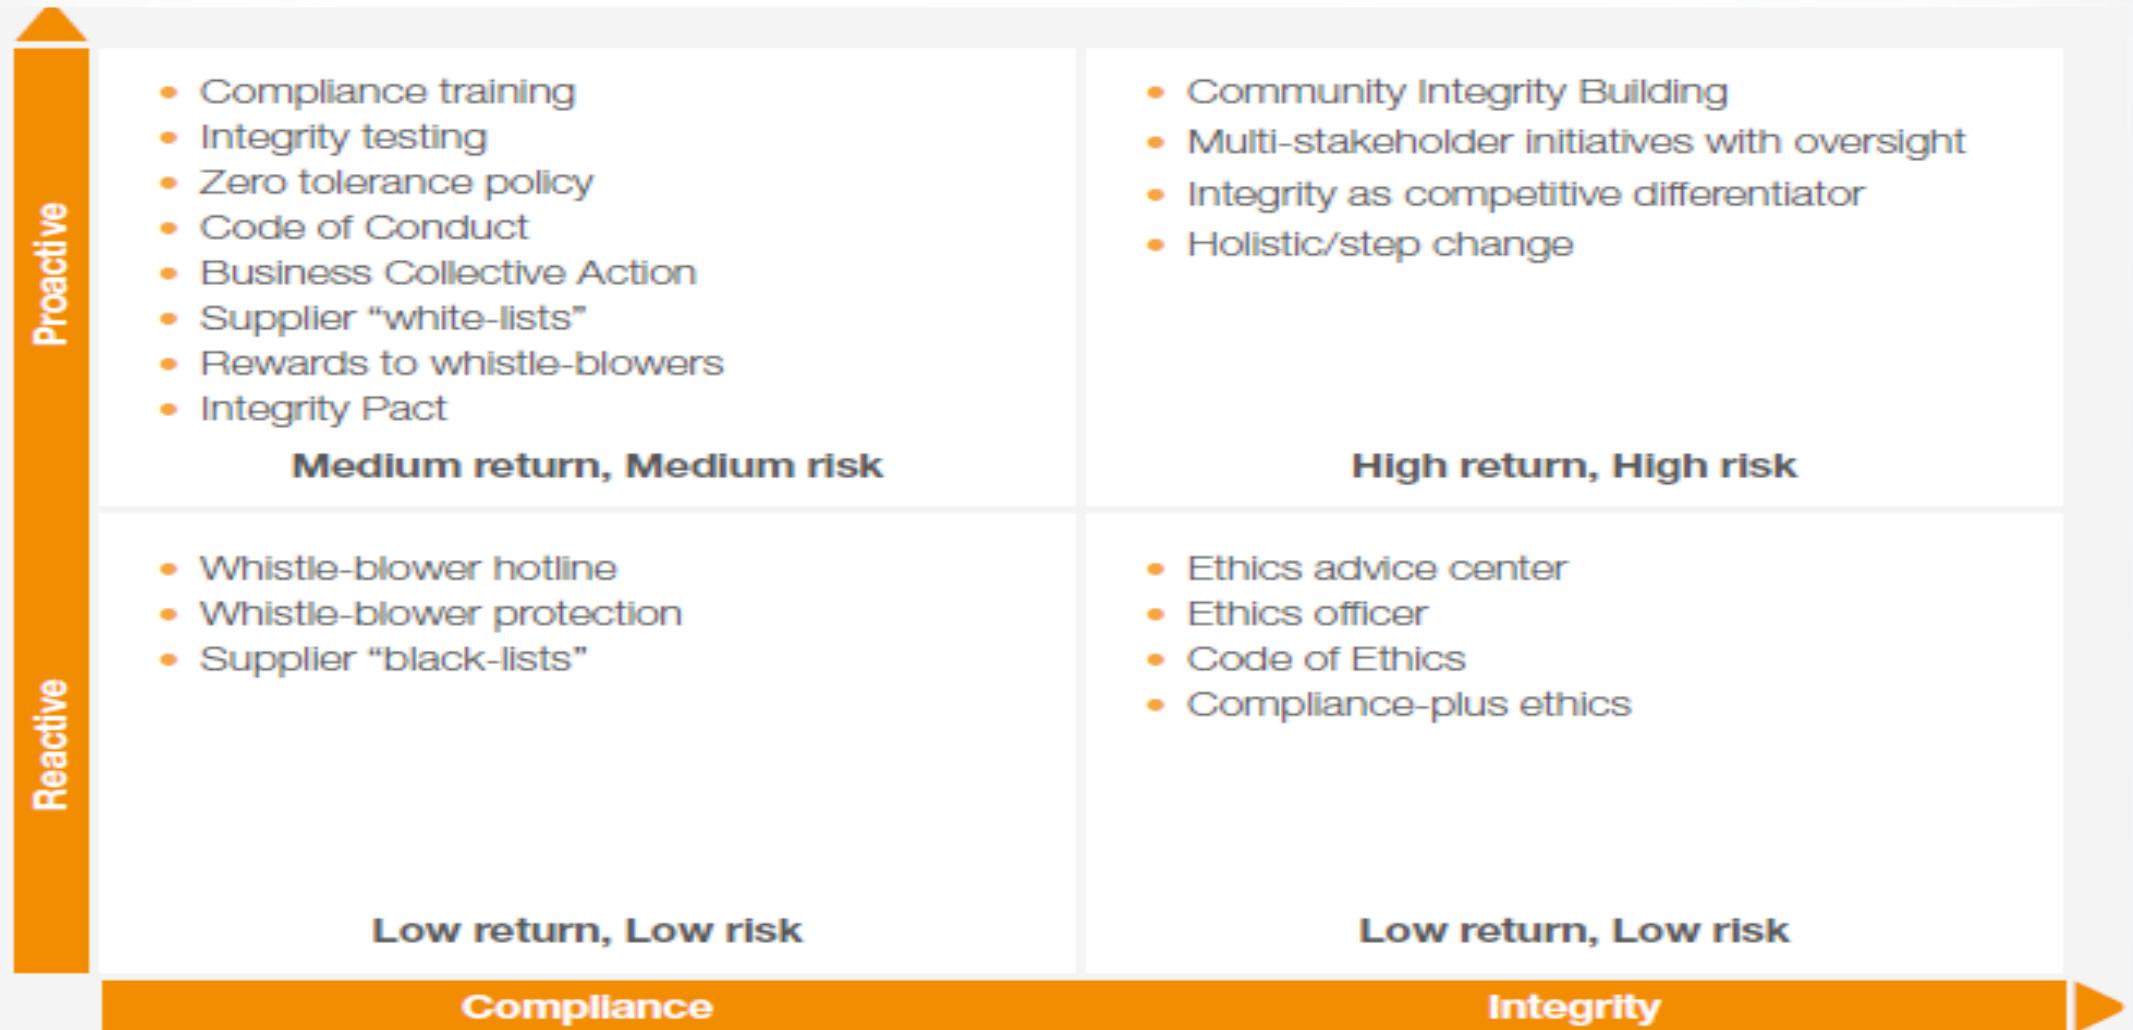 Proactive
• Compliance training
• Integrity testing
• Zero tolerance policy
• Code of Conduct
• Business Collective Action
• Supplier “white-lists”
• Rewards to whistle-blowers
• Integrity Pact
Medium return, Medium risk
• Community Integrity Building
• Multi-stakeholder initiatives with oversight
• Integrity as competitive differentiator
• Holistic/step change
High return, High risk
Reactive
• Whistle-blower hotline
• Whistle-blower protection
• Supplier “black-lists”
Low return, Low risk
• Ethics advice center
• Ethics officer
• Code of Ethics
• Compliance-plus ethics
Low return, Low risk
Compliance
Integrity